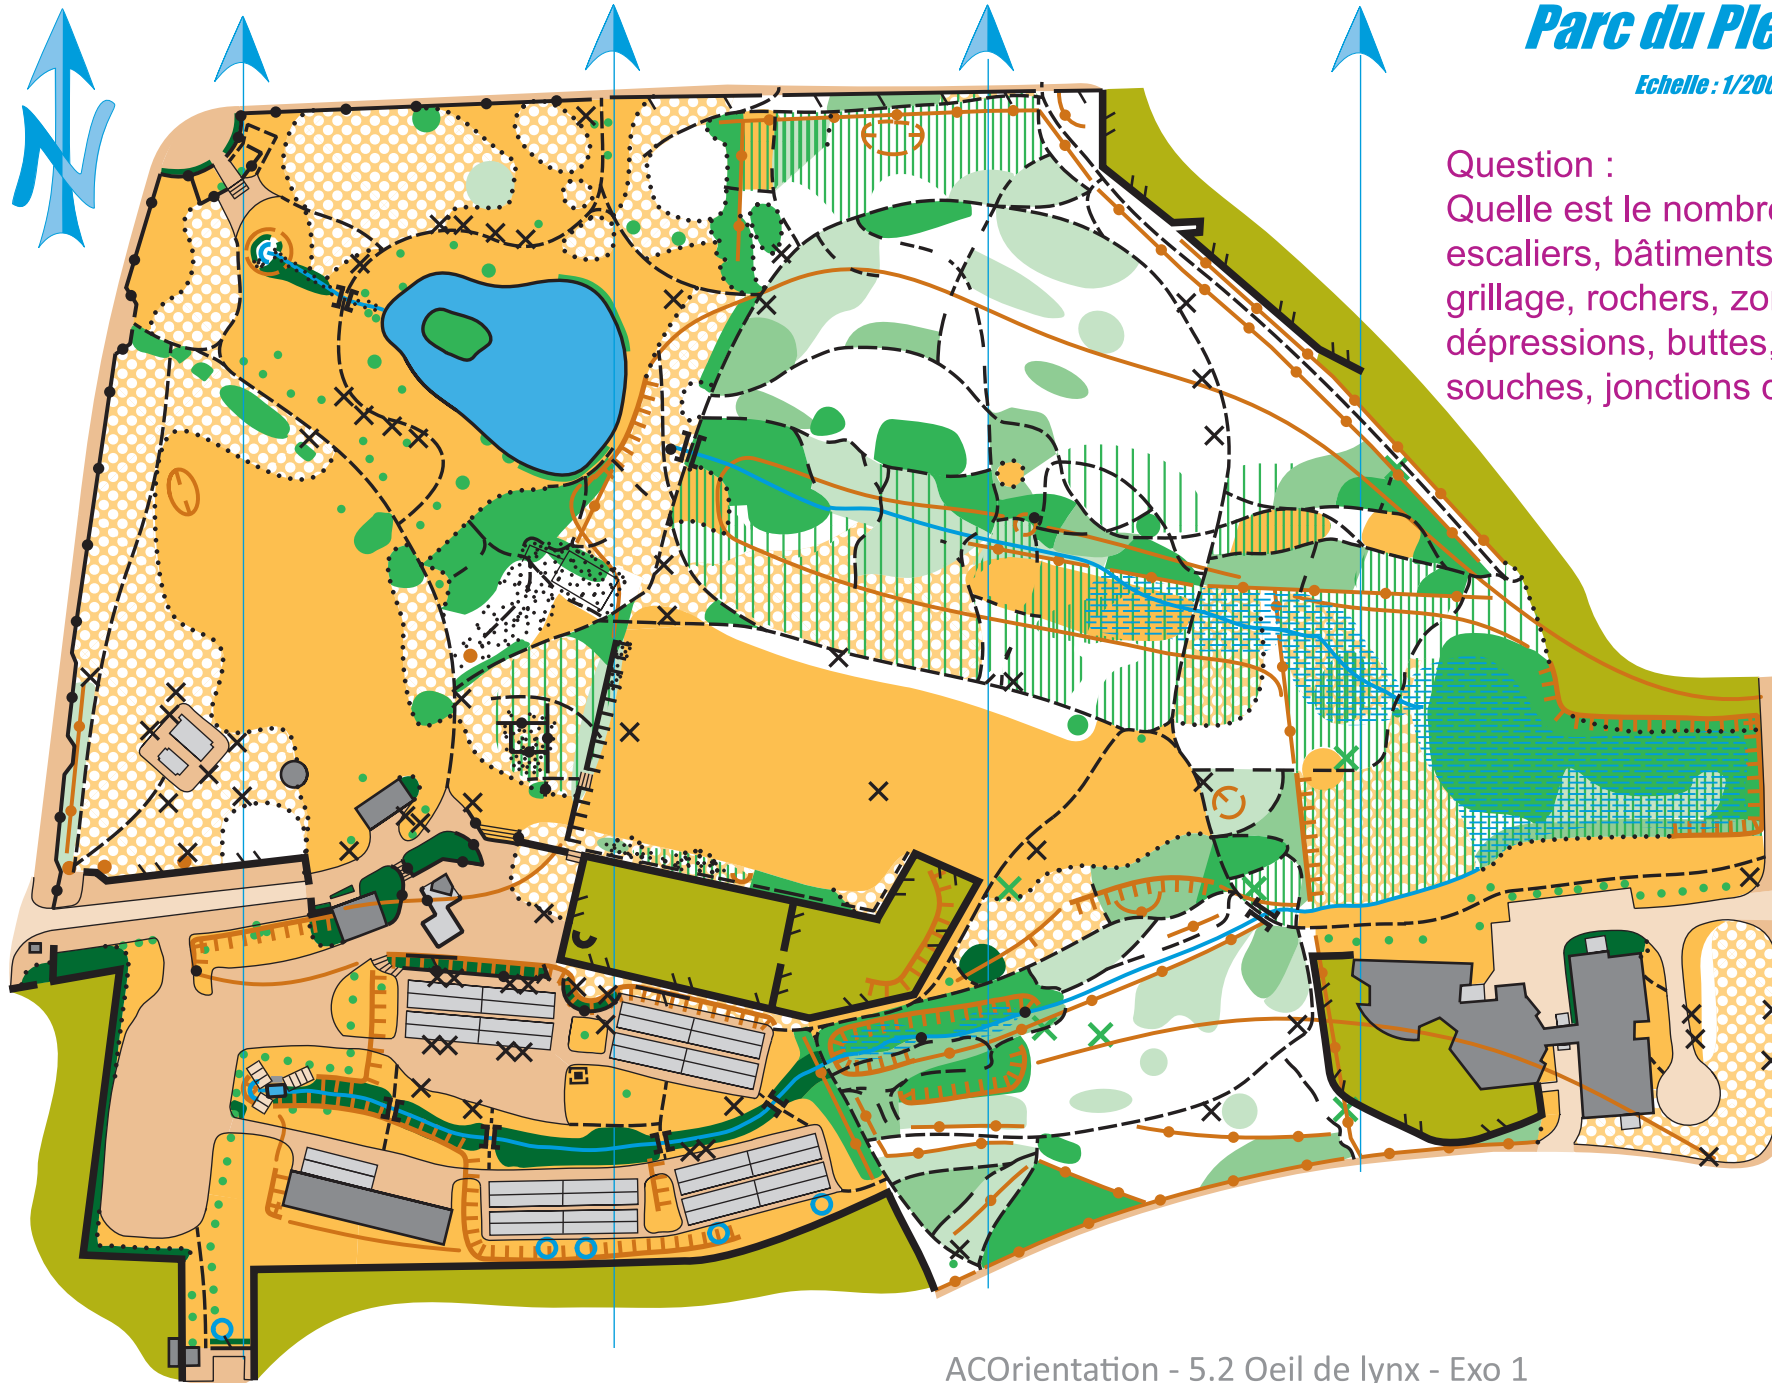 Parc du Ple
Echelle : 1/200
N
Question :
Quelle est le nombre
escaliers, bâtiments
grillage, rochers, zo
dépressions, buttes,
souches, jonctions
ACOrientation - 5.2 Oeil de lynx - Exo 1